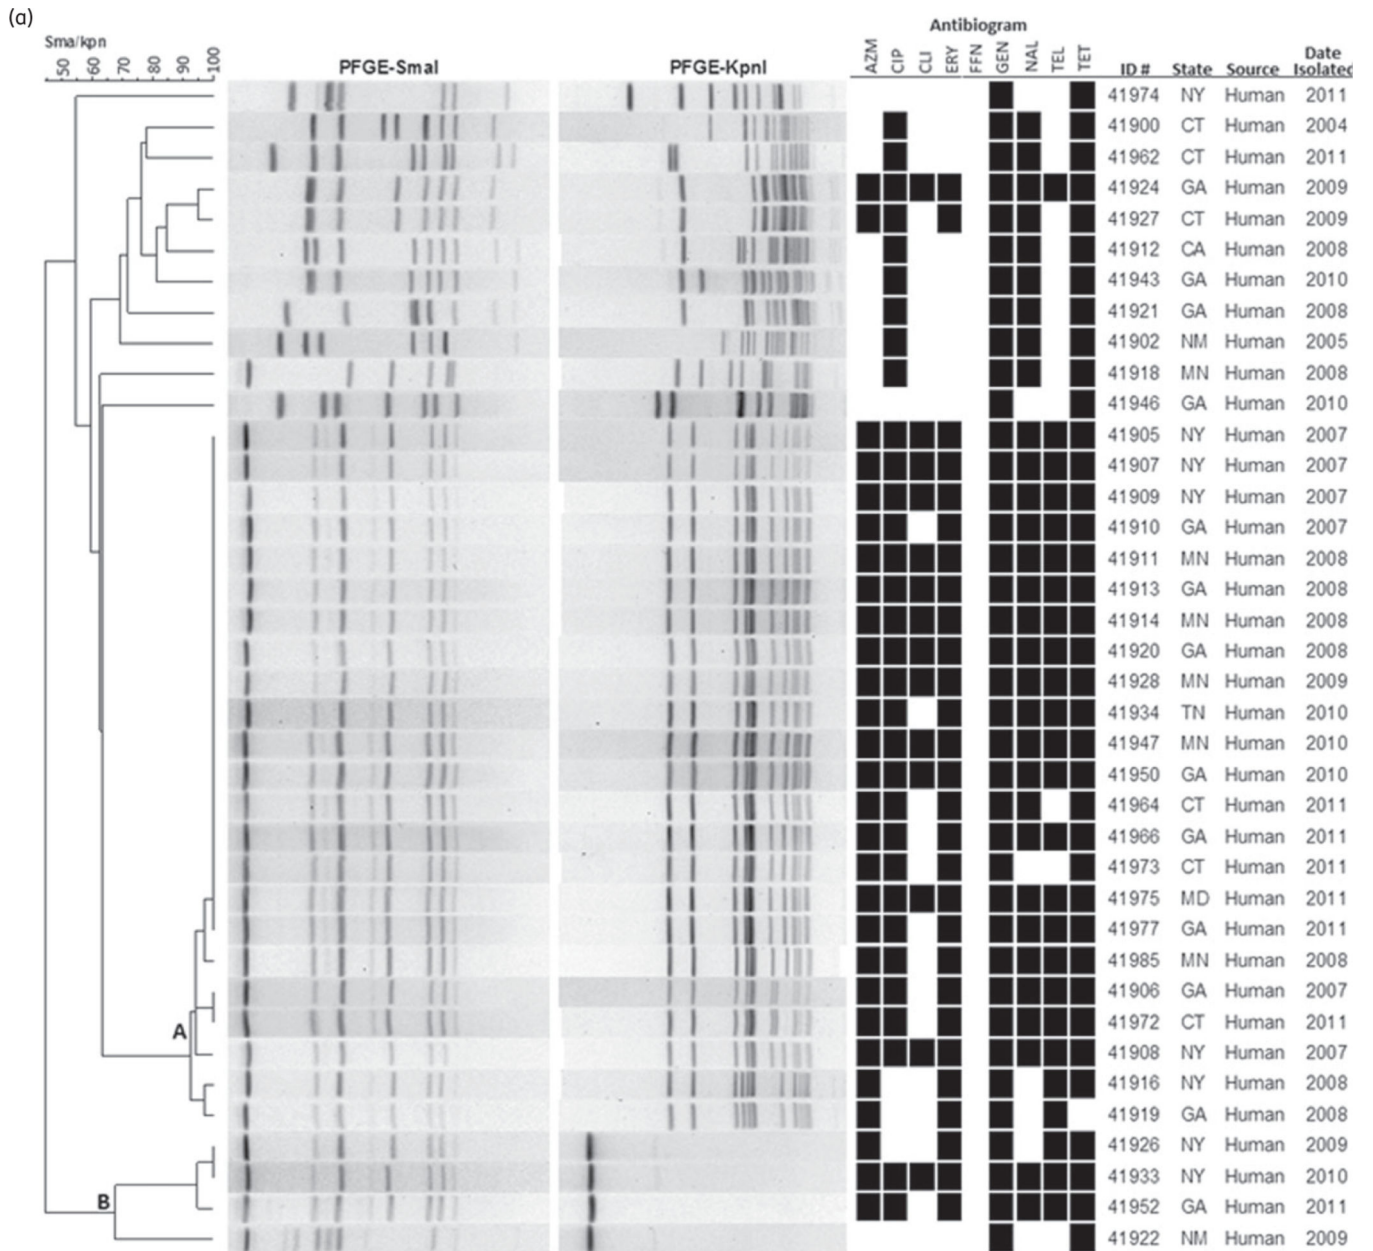 (a)
Antibiogram
Sma/kpn
50 60 70 80 90 100
PFGE-SmaI PFGE-KpnI
AZM CIP CLI ERY FFN GEN NAL TEL TET
ID # State Source Date Isolated
41974 NY Human 2011
41900 CT Human 2004
41962 CT Human 2011
41924 GA Human 2009
41927 CT Human 2009
41912 CA Human 2008
41943 GA Human 2010
41921 GA Human 2008
41902 NM Human 2005
41918 MN Human 2008
41946 GA Human 2010
41905 NY Human 2007
41907 NY Human 2007
41909 NY Human 2007
41910 GA Human 2007
41911 MN Human 2008
41913 GA Human 2008
41914 MN Human 2008
41920 GA Human 2008
41928 MN Human 2009
41934 TN Human 2010
41947 MN Human 2010
41950 GA Human 2010
41964 CT Human 2011
41966 GA Human 2011
41973 CT Human 2011
41975 MD Human 2011
41977 GA Human 2011
41985 MN Human 2008
41906 GA Human 2007
A
41972 CT Human 2011
41908 NY Human 2007
41916 NY Human 2008
41919 GA Human 2008
41926 NY Human 2009
41933 NY Human 2010
B
41952 GA Human 2011
41922 NM Human 2009